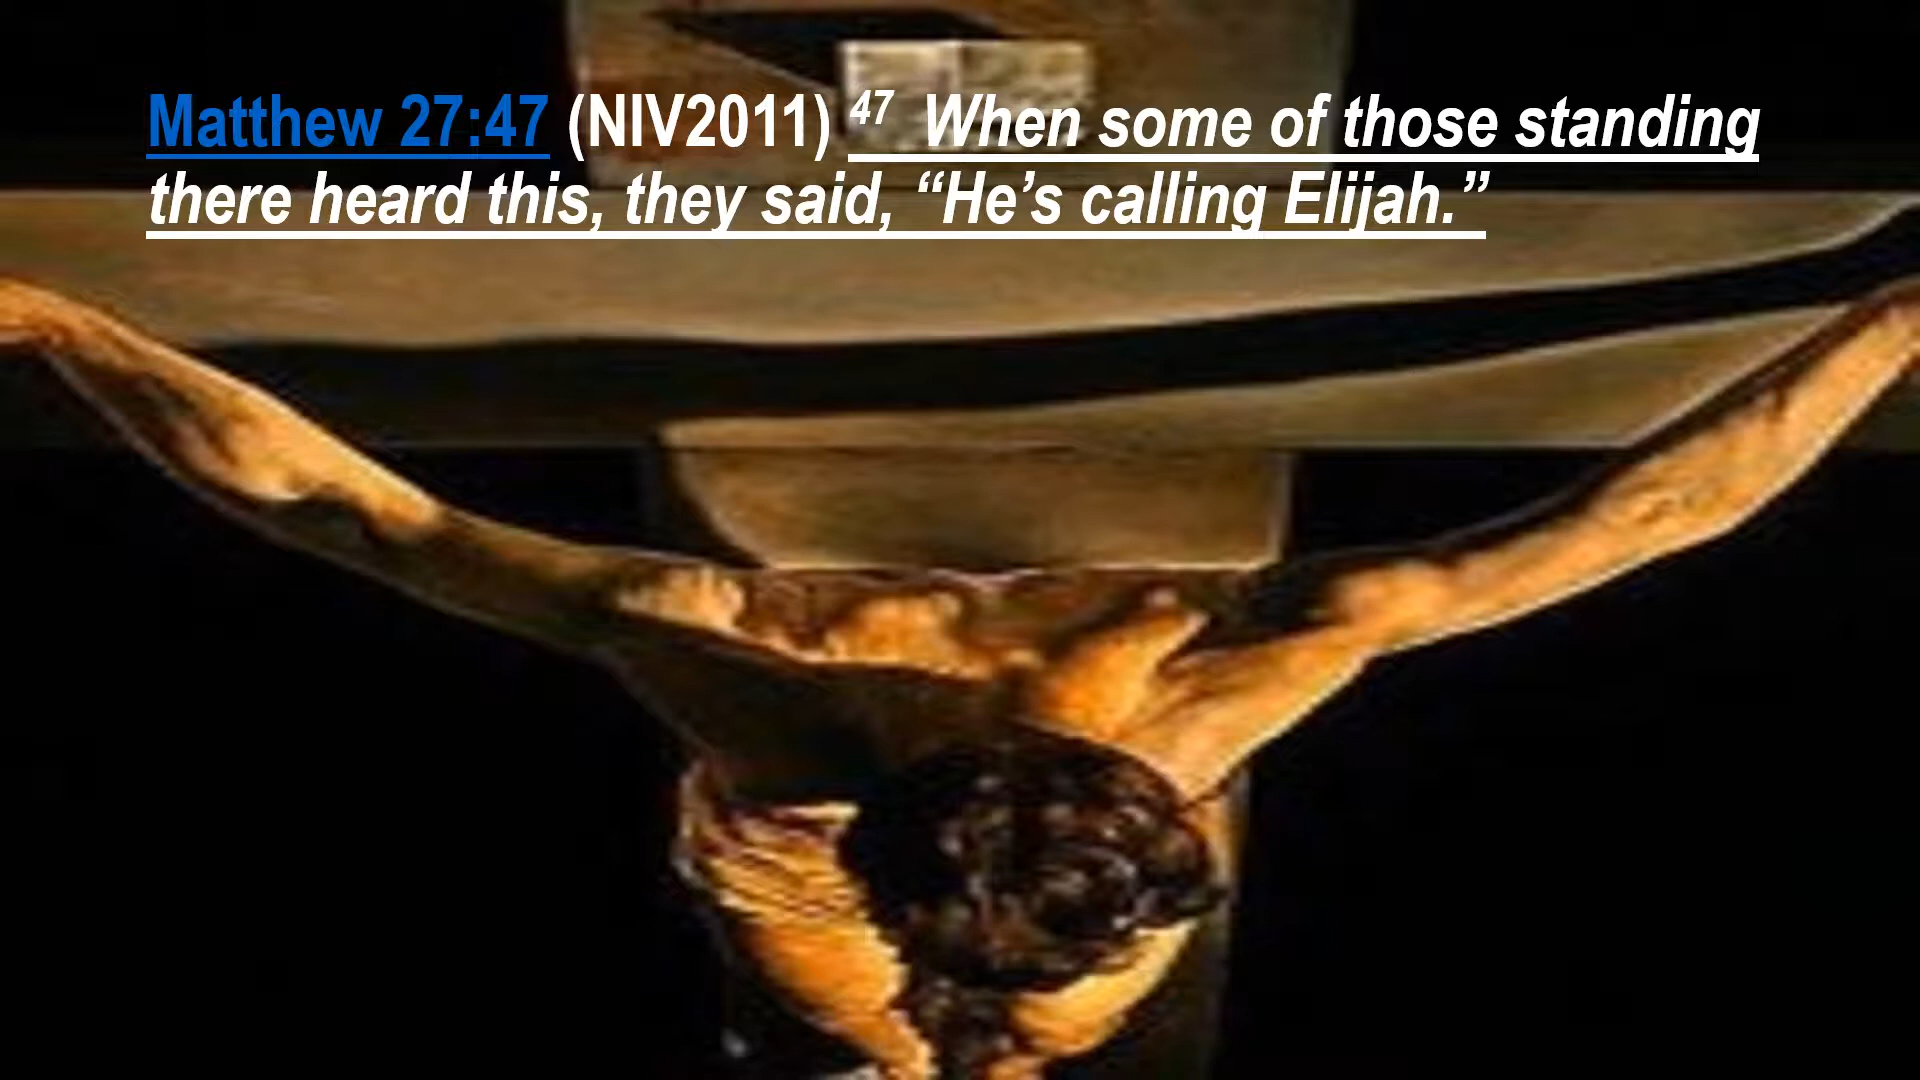 Matthew 27:47 (NIV2011) 47 When some of those standing
there heard this, they said, “He’s calling Elijah.”